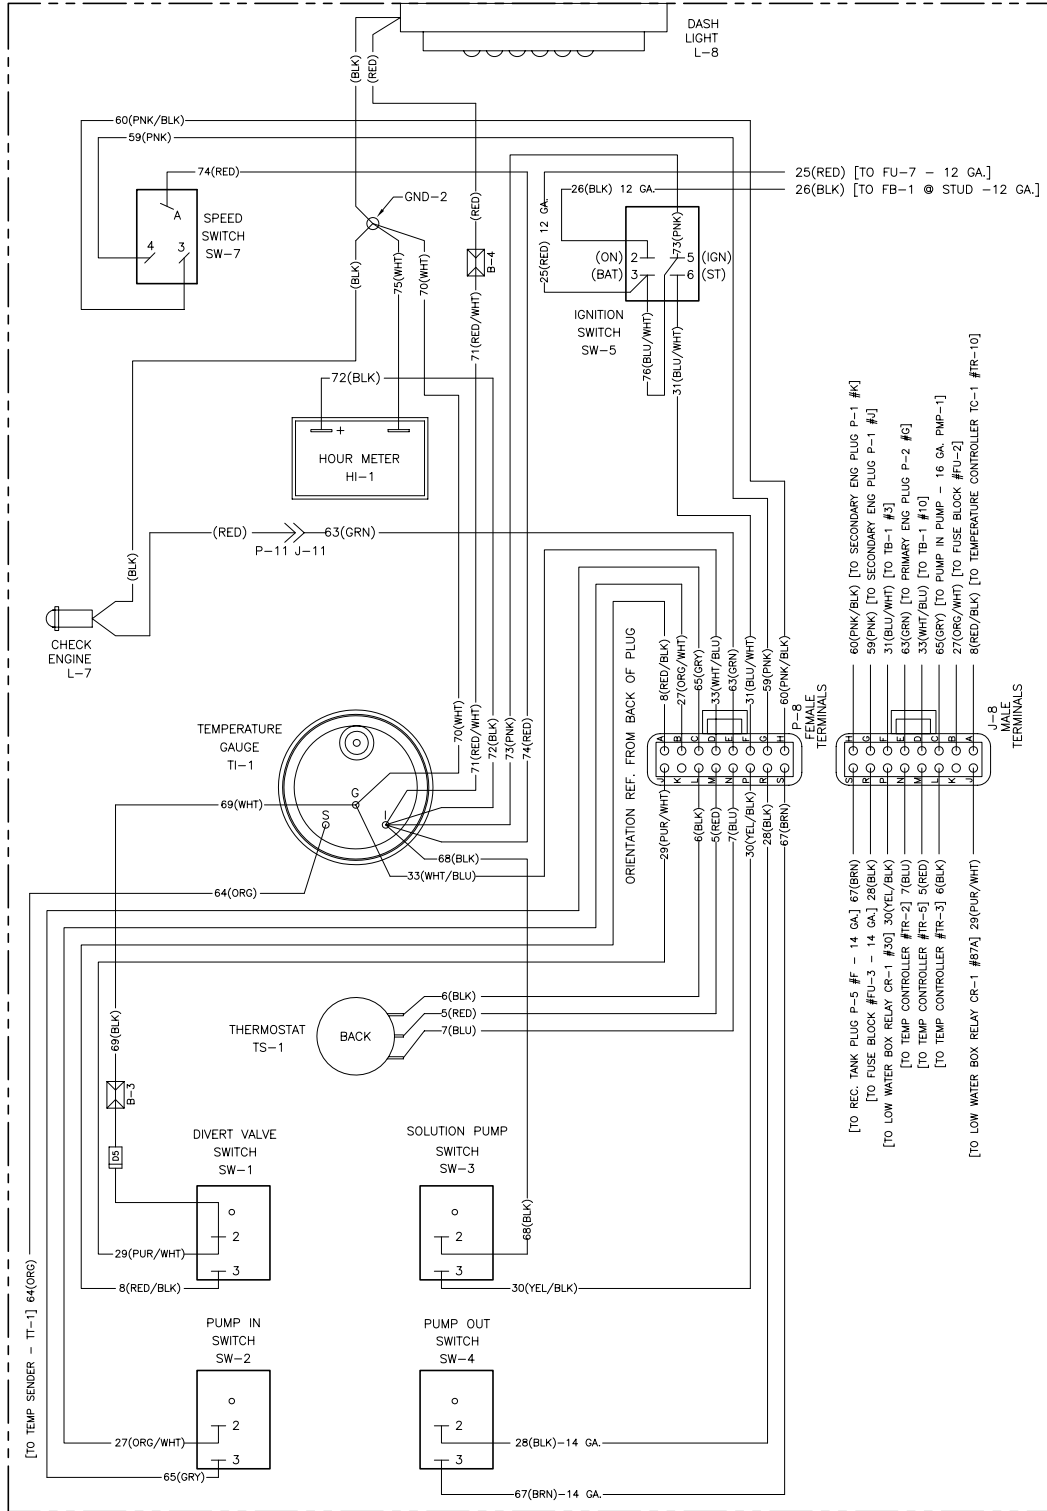 DASH
LIGHT
L-8
(BLK)
(RED)
60(PNK/BLK)
59(PNK)
74(RED)
25(RED) [TO FU-7 - 12 GA.]
26(BLK) 12 GA.
26(BLK) [TO FB-1 @ STUD -12 GA.]
GND-2
(RED)
25(RED) 12 GA.
73(PNK)
A
4
3
SPEED
SWITCH
SW-7
(ON) 2
5 (IGN)
(BAT) 3
6 (ST)
(BLK)
75(WHT)
70(WHT)
B-4
IGNITION
SWITCH
SW-5
71(RED/WHT)
76(BLU/WHT)
31(BLU/WHT)
72(BLK)
+
HOUR METER
HI-1
(RED)
63(GRN)
P-11 J-11
(BLK)
CHECK
ENGINE
L-7
60(PNK/BLK) [TO SECONDARY ENG PLUG P-1 #K]
59(PNK) [TO SECONDARY ENG PLUG P-1 #J]
31(BLU/WHT) [TO TB-1 #3]
63(GRN) [TO PRIMARY ENG PLUG P-2 #G]
33(WHT/BLU) [TO TB-1 #10]
65(GRY) [TO PUMP IN PUMP - 16 GA. PMP-1]
27(ORG/WHT) [TO FUSE BLOCK #FU-2]
8(RED/BLK) [TO TEMPERATURE CONTROLLER TC-1 #TR-10]
ORIENTATION REF. FROM BACK OF PLUG
8(RED/BLK)
27(ORG/WHT)
65(GRY)
33(WHT/BLU)
63(GRN)
31(BLU/WHT)
59(PNK)
60(PNK/BLK)
P-8
FEMALE
TERMINALS
J-8
MALE
TERMINALS
A B C D E F G H
J K L M N P R S
H G F E D C B A
S R P N M L K J
29(PUR/WHT)
6(BLK)
5(RED)
7(BLU)
30(YEL/BLK)
28(BLK)
67(BRN)
[TO REC. TANK PLUG P-5 #F - 14 GA.] 67(BRN)
[TO FUSE BLOCK #FU-3 - 14 GA.] 28(BLK)
[TO LOW WATER BOX RELAY CR-1 #30] 30(YEL/BLK)
[TO TEMP CONTROLLER #TR-2] 7(BLU)
[TO TEMP CONTROLLER #TR-5] 5(RED)
[TO TEMP CONTROLLER #TR-3] 6(BLK)
[TO LOW WATER BOX RELAY CR-1 #87A] 29(PUR/WHT)
TEMPERATURE
GAUGE
TI-1
G
S
I
70(WHT)
71(RED/WHT)
72(BLK)
73(PNK)
74(RED)
69(WHT)
68(BLK)
33(WHT/BLU)
64(ORG)
6(BLK)
5(RED)
7(BLU)
THERMOSTAT
TS-1
BACK
69(BLK)
B-3
D5
DIVERT VALVE
SWITCH
SW-1
2
3
29(PUR/WHT)
8(RED/BLK)
SOLUTION PUMP
SWITCH
SW-3
2
3
68(BLK)
30(YEL/BLK)
[TO TEMP SENDER - TT-1] 64(ORG)
PUMP IN
SWITCH
SW-2
2
3
27(ORG/WHT)
65(GRY)
PUMP OUT
SWITCH
SW-4
2
3
28(BLK)-14 GA.
67(BRN)-14 GA.